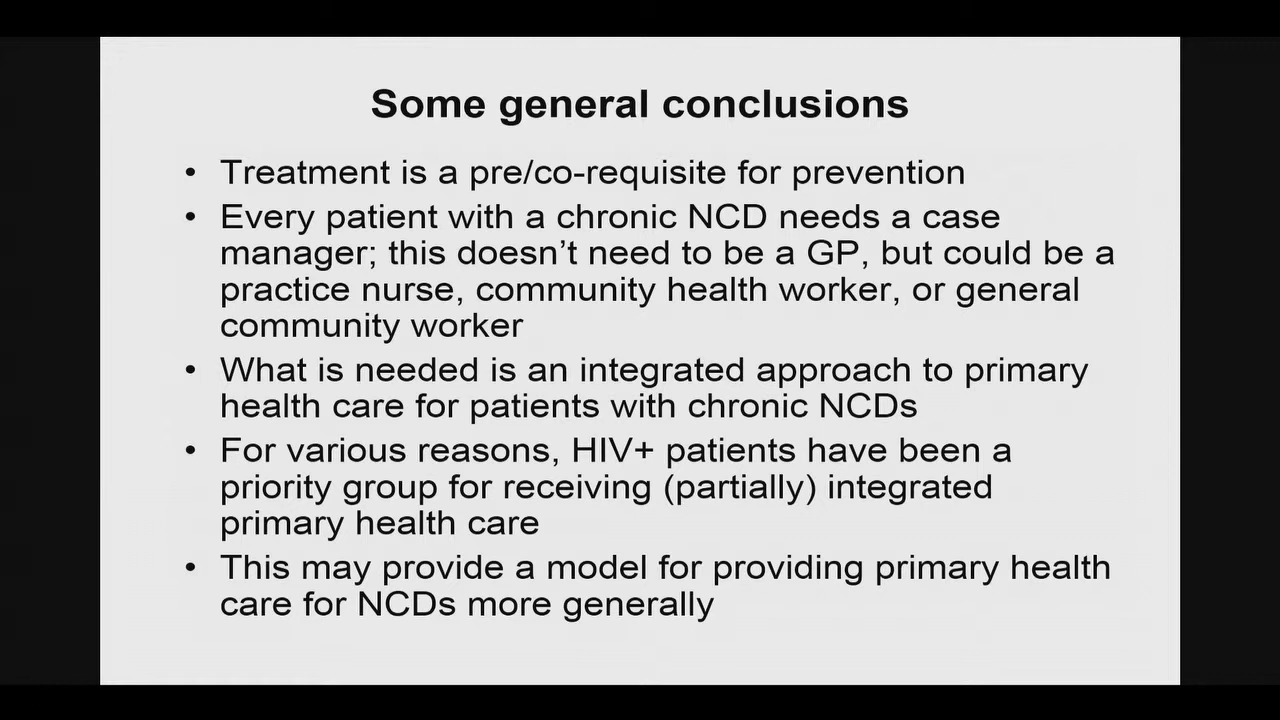 Some general conclusions
• Treatment is a pre/co-requisite for prevention
• Every patient with a chronic NCD needs a case
manager; this doesn’t need to be a GP, but could be a
practice nurse, community health worker, or general
community worker
• What is needed is an integrated approach to primary
health care for patients with chronic NCDs
• For various reasons, HIV+ patients have been a
priority group for receiving (partially) integrated
primary health care
• This may provide a model for providing primary health
care for NCDs more generally